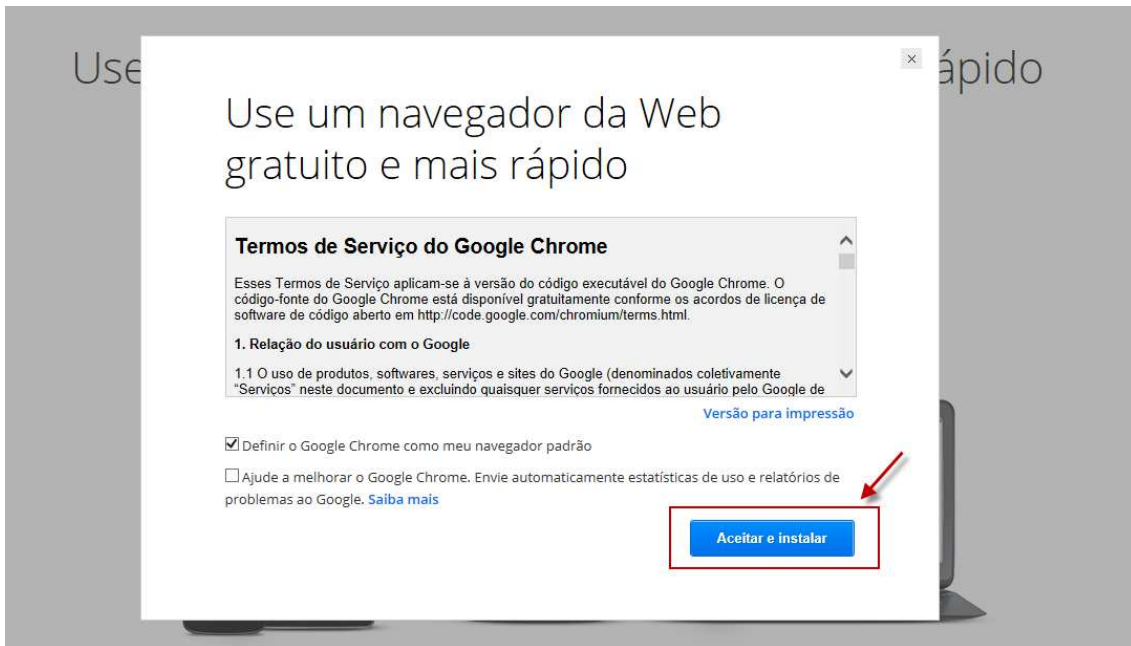 Use
ápido
Use um navegador da Web
gratuito e mais rápido
Termos de Serviço do Google Chrome
Esses Termos de Serviço aplicam-se à versão do código executável do Google Chrome. O
código-fonte do Google Chrome está disponível gratuitamente conforme os acordos de licença de
software de código aberto em http://code.google.com/chromium/terms.html.
1. Relação do usuário com o Google
1.1 O uso de produtos, softwares, serviços e sites do Google (denominados coletivamente
“Serviços” neste documento e excluindo quaisquer serviços fornecidos ao usuário pelo Google de
Versão para impressão
Definir o Google Chrome como meu navegador padrão
Ajude a melhorar o Google Chrome. Envie automaticamente estatísticas de uso e relatórios de
problemas ao Google. Saiba mais
Aceitar e instalar